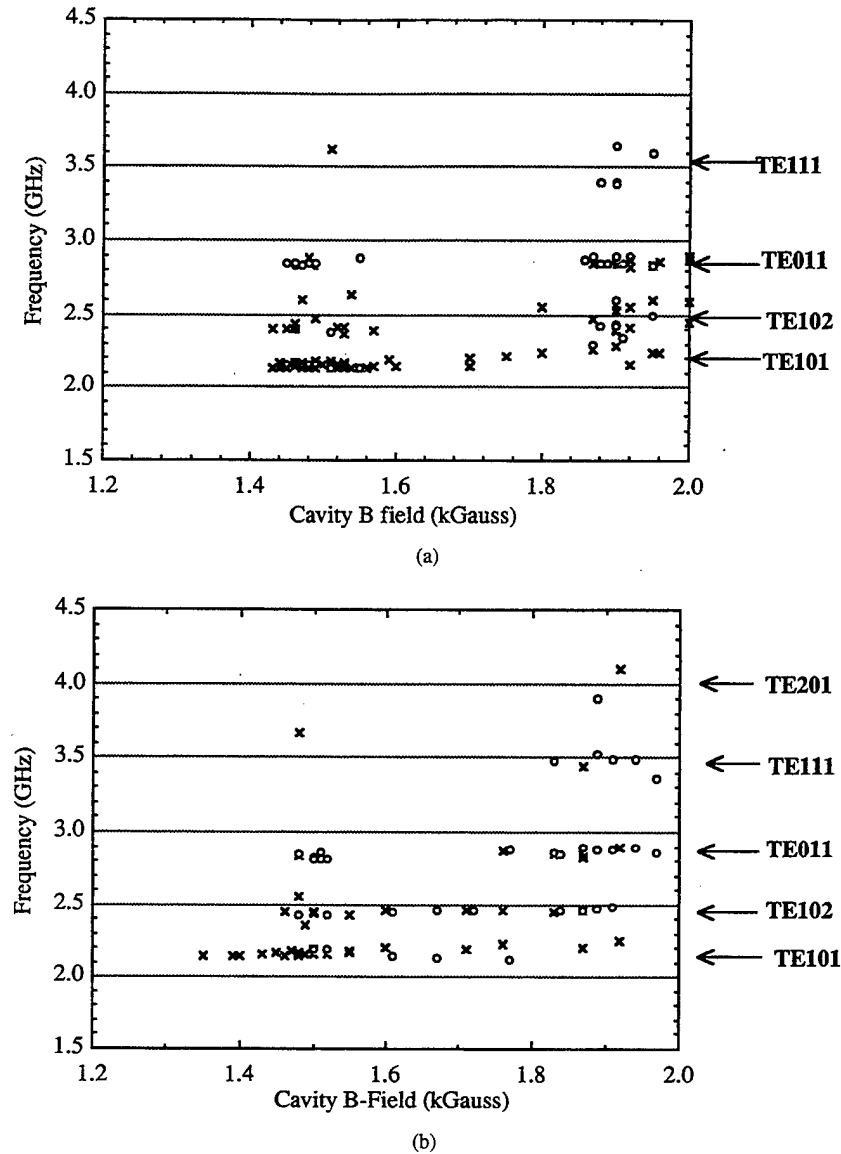 4.5
4.0
3.5
3.0
2.5
2.0
1.5
Frequency (GHz)
TE111
TE011
TE102
TE101
1.2
1.4
1.6
1.8
2.0
Cavity B field (kGauss)
(a)
4.5
4.0
3.5
3.0
2.5
2.0
1.5
Frequency (GHz)
TE201
TE111
TE011
TE102
TE101
1.2
1.4
1.6
1.8
2.0
Cavity B-Field (kGauss)
(b)